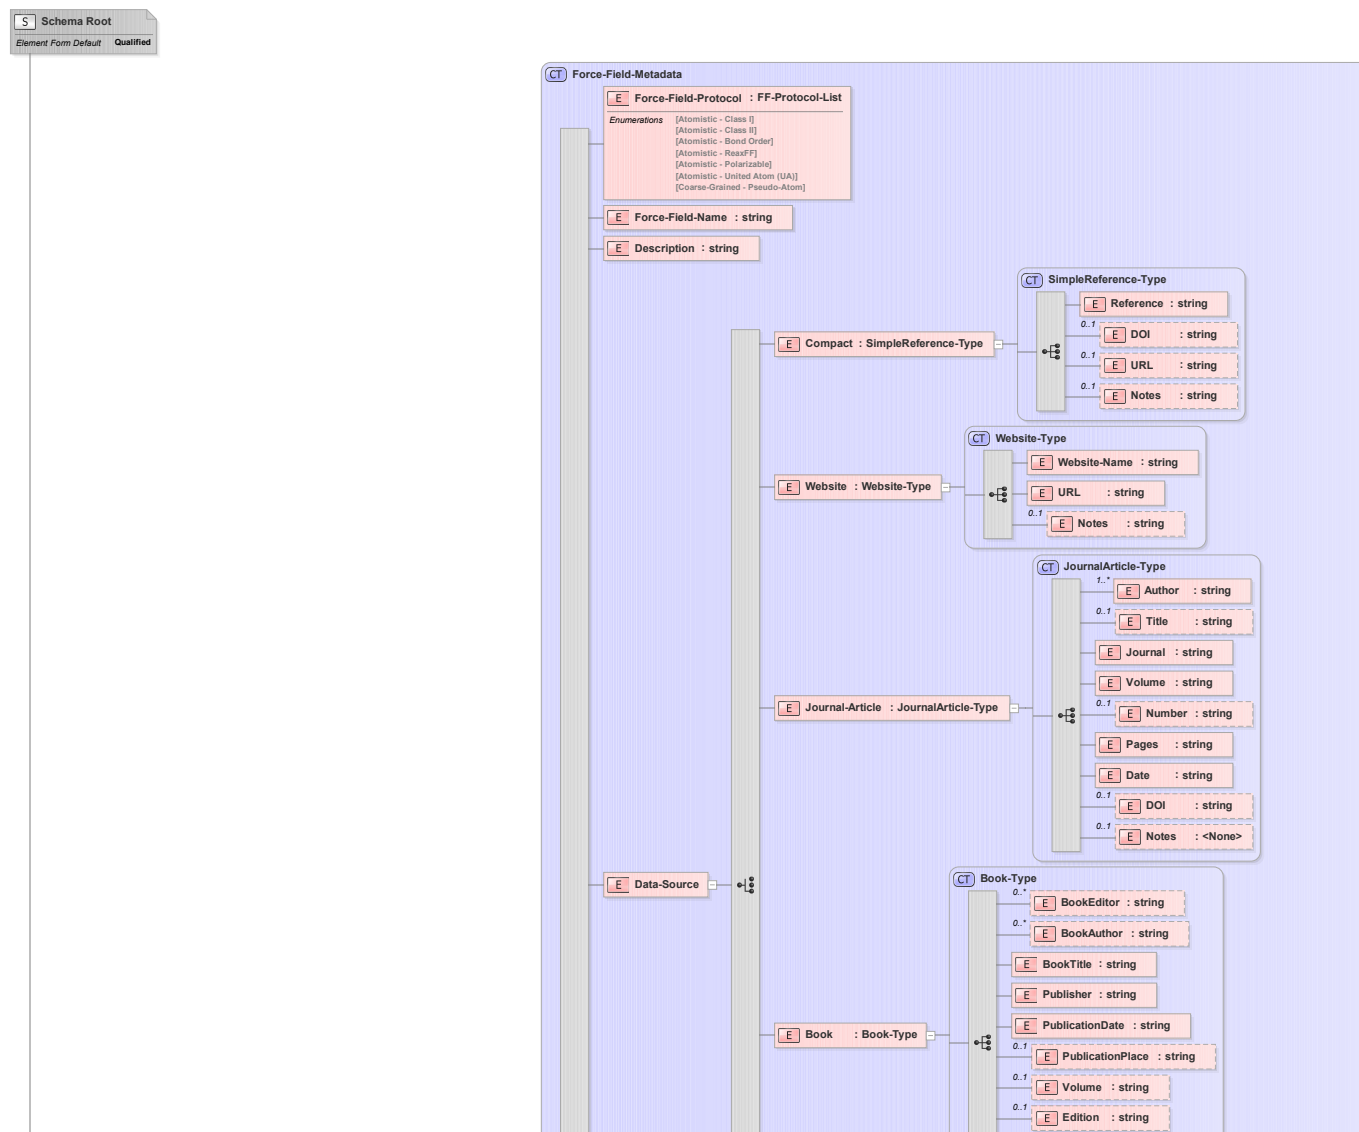 S Schema Root
Element Form Default Qualified
CT Force-Field-Metadata
E Force-Field-Protocol : FF-Protocol-List
Enumerations [Atomistic - Class I]
[Atomistic - Class II]
[Atomistic - Bond Order]
[Atomistic - ReaxFF]
[Atomistic - Polarizable]
[Atomistic - United Atom (UA)]
[Coarse-Grained - Pseudo-Atom]
E Force-Field-Name : string
E Description : string
CT SimpleReference-Type
E Reference : string
0..1
E DOI : string
E Compact : SimpleReference-Type
0..1
E URL : string
0..1
E Notes : string
CT Website-Type
E Website-Name : string
E Website : Website-Type
E URL : string
0..1
E Notes : string
CT JournalArticle-Type
1..*
E Author : string
0..1
E Title : string
E Journal : string
E Volume : string
0..1
E Journal-Article : JournalArticle-Type
E Number : string
E Pages : string
E Date : string
0..1
E DOI : string
0..1
E Notes : <None>
E Data-Source
CT Book-Type
0..*
E BookEditor : string
0..*
E BookAuthor : string
E BookTitle : string
E Publisher : string
E PublicationDate : string
E Book : Book-Type
0..1
E PublicationPlace : string
0..1
E Volume : string
0..1
E Edition : string